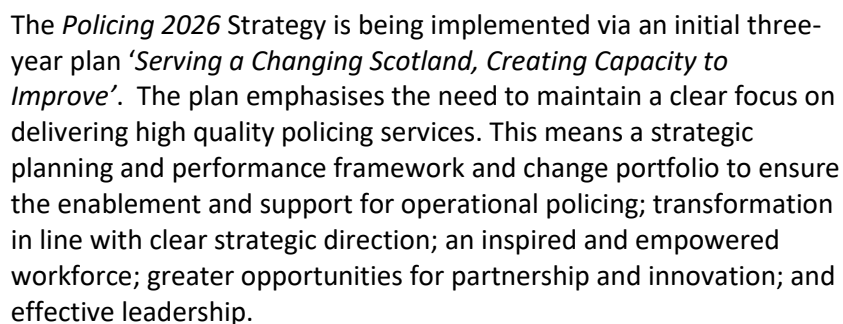 The Policing 2026 Strategy is being implemented via an initial three-
year plan ‘Serving a Changing Scotland, Creating Capacity to
Improve’.  The plan emphasises the need to maintain a clear focus on
delivering high quality policing services. This means a strategic
planning and performance framework and change portfolio to ensure
the enablement and support for operational policing; transformation
in line with clear strategic direction; an inspired and empowered
workforce; greater opportunities for partnership and innovation; and
effective leadership.